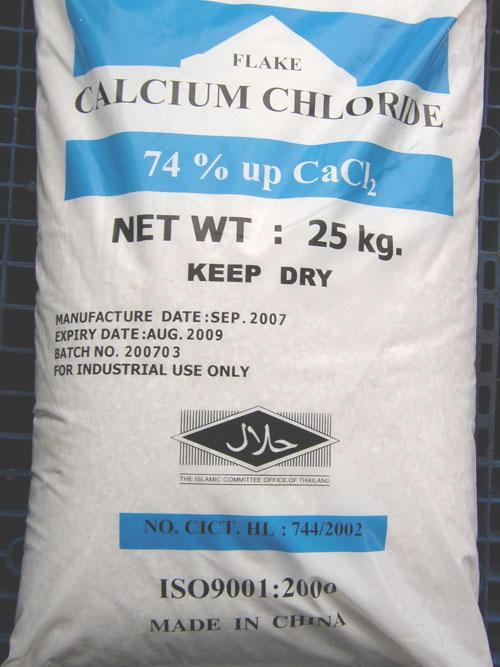 FLAKE
CALCIUM CHLORIDE
74 % up CaCl₂
NET WT : 25 kg.
KEEP DRY
MANUFACTURE DATE:SEP. 2007
EXPIRY DATE:AUG. 2009
BATCH NO. 200703
FOR INDUSTRIAL USE ONLY
حلال
THE ISLAMIC COMMITTEE OFFICE OF THAILAND
NO. CICT. HL : 744/2002
ISO9001:2000
MADE IN CHINA